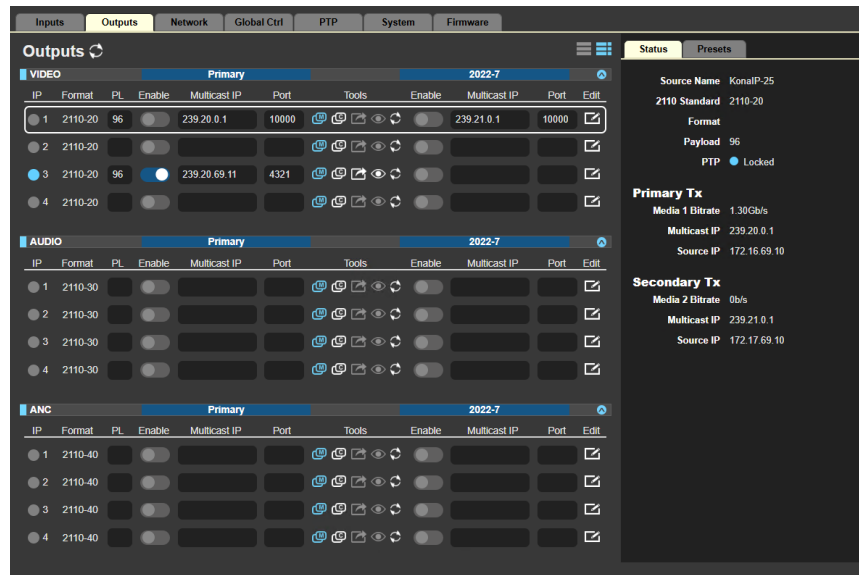 Inputs Outputs Network Global Ctrl PTP System Firmware
Outputs
Status Presets
VIDEO Primary 2022-7
IP Format PL Enable Multicast IP Port Tools Enable Multicast IP Port Edit
1 2110-20 96 239.20.0.1 10000 M C 239.21.0.1 10000
2 2110-20 M C
3 2110-20 96 239.20.69.11 4321 M C
4 2110-20 M C
AUDIO Primary 2022-7
IP Format PL Enable Multicast IP Port Tools Enable Multicast IP Port Edit
1 2110-30 M C
2 2110-30 M C
3 2110-30 M C
4 2110-30 M C
ANC Primary 2022-7
IP Format PL Enable Multicast IP Port Tools Enable Multicast IP Port Edit
1 2110-40 M C
2 2110-40 M C
3 2110-40 M C
4 2110-40 M C
Source Name KonaIP-25
2110 Standard 2110-20
Format
Payload 96
PTP Locked
Primary Tx
Media 1 Bitrate 1.30Gb/s
Multicast IP 239.20.0.1
Source IP 172.16.69.10
Secondary Tx
Media 2 Bitrate 0b/s
Multicast IP 239.21.0.1
Source IP 172.17.69.10